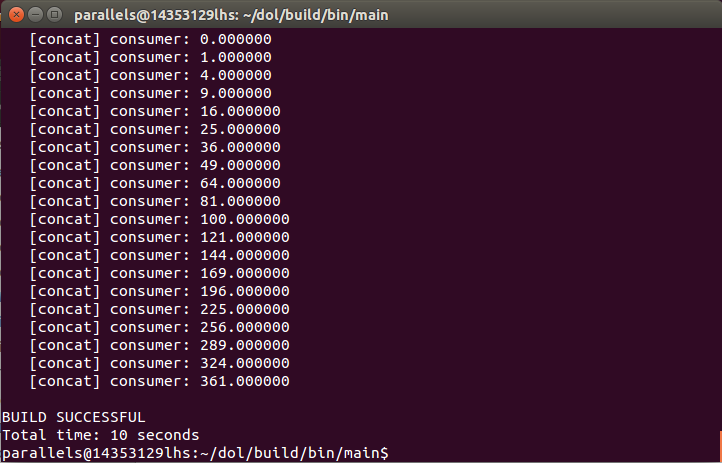 parallels@14353129lhs: ~/dol/build/bin/main
[concat] consumer: 0.000000
[concat] consumer: 1.000000
[concat] consumer: 4.000000
[concat] consumer: 9.000000
[concat] consumer: 16.000000
[concat] consumer: 25.000000
[concat] consumer: 36.000000
[concat] consumer: 49.000000
[concat] consumer: 64.000000
[concat] consumer: 81.000000
[concat] consumer: 100.000000
[concat] consumer: 121.000000
[concat] consumer: 144.000000
[concat] consumer: 169.000000
[concat] consumer: 196.000000
[concat] consumer: 225.000000
[concat] consumer: 256.000000
[concat] consumer: 289.000000
[concat] consumer: 324.000000
[concat] consumer: 361.000000
BUILD SUCCESSFUL
Total time: 10 seconds
parallels@14353129lhs:~/dol/build/bin/main$